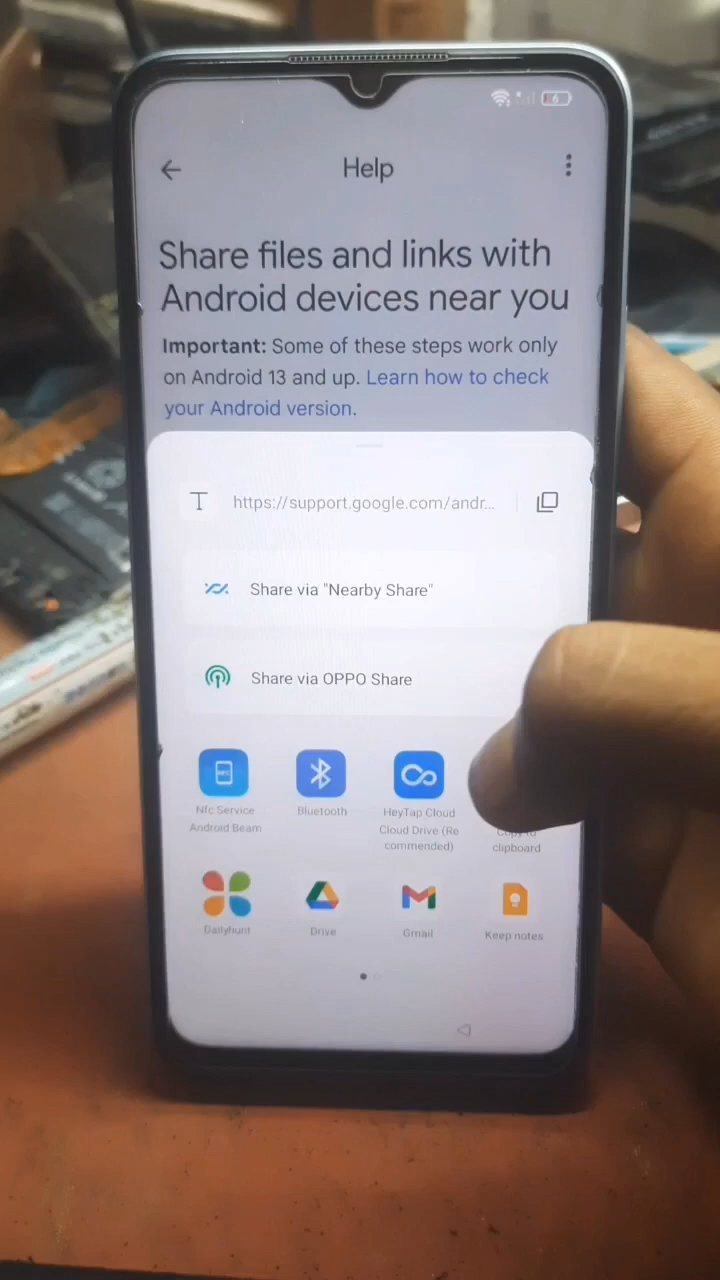 6
Help
Share files and links with
Android devices near you
Important: Some of these steps work only
on Android 13 and up. Learn how to check
your Android version.
T https://support.google.com/andr...
Share via "Nearby Share"
Share via OPPO Share
Nfc Service
Android Beam
Bluetooth
HeyTap Cloud
Cloud Drive (Re
commended)
Copy to
clipboard
Dailyhunt
Drive
Gmail
Keep notes